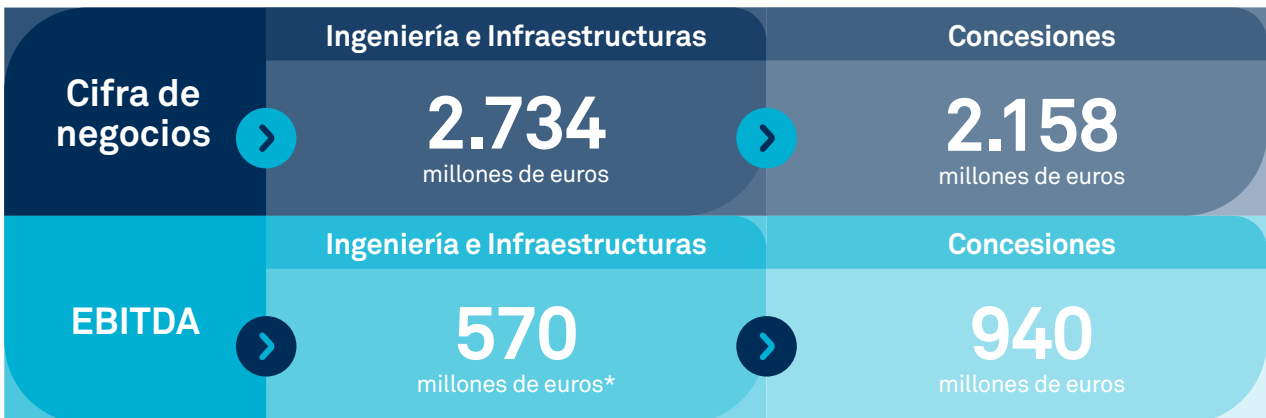 Cifra de
negocios
Ingeniería e Infraestructuras
2.734
millones de euros
Concesiones
2.158
millones de euros
EBITDA
Ingeniería e Infraestructuras
570
millones de euros*
Concesiones
940
millones de euros